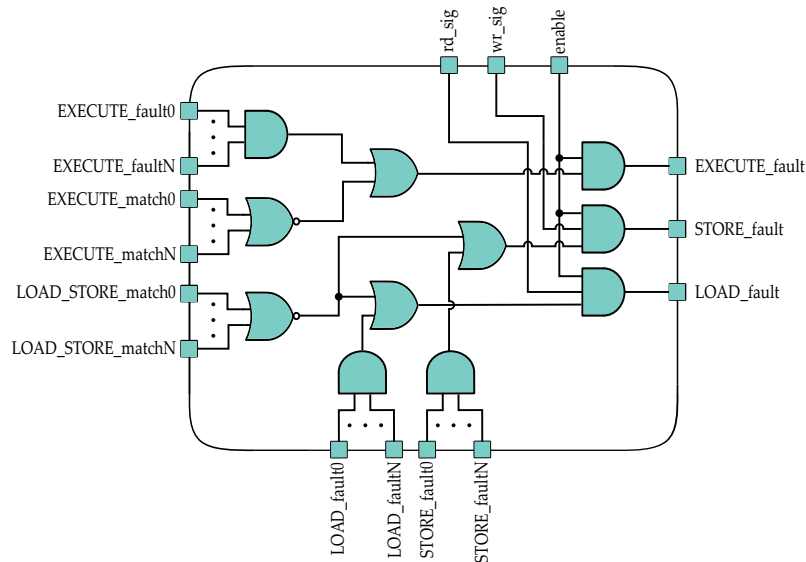 rd_sig
wr_sig
enable
EXECUTE_fault0
EXECUTE_faultN
EXECUTE_match0
EXECUTE_matchN
LOAD_STORE_match0
LOAD_STORE_matchN
EXECUTE_fault
STORE_fault
LOAD_fault
LOAD_fault0
LOAD_faultN
STORE_fault0
STORE_faultN